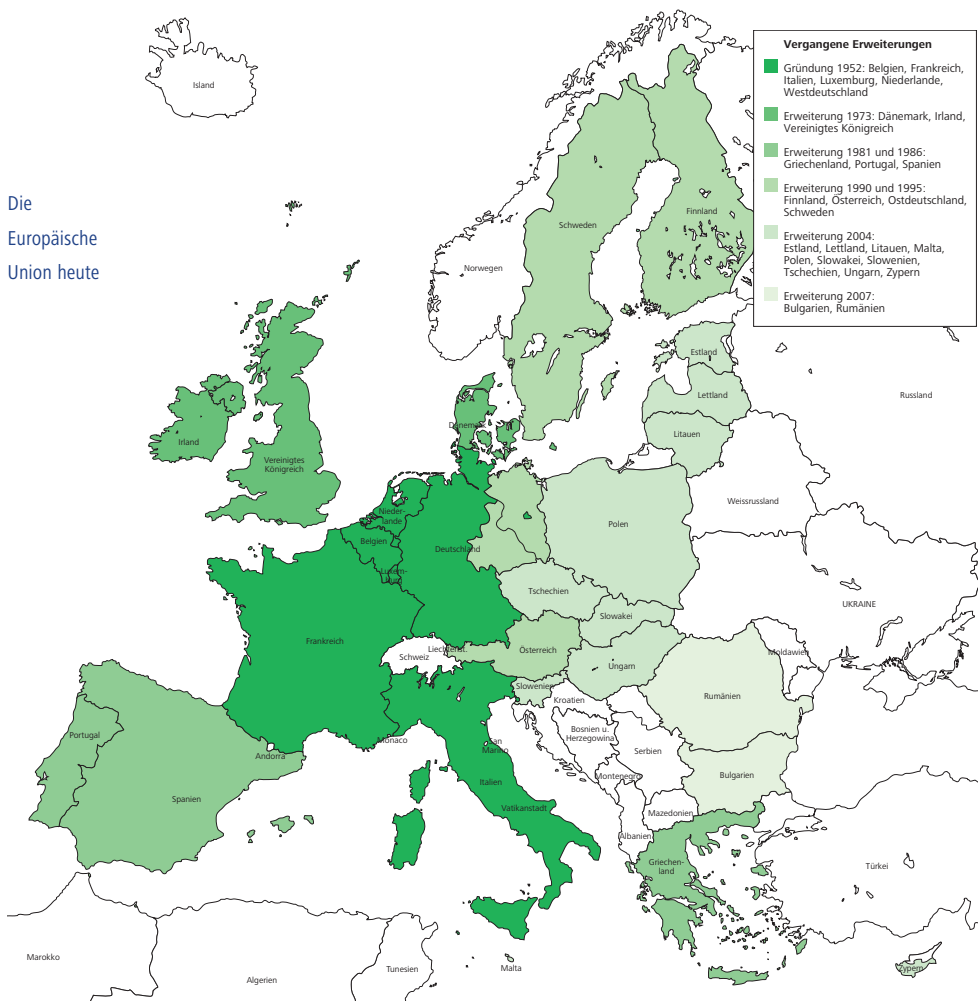 Die
Europäische
Union heute
Vergangene Erweiterungen
Gründung 1952: Belgien, Frankreich,
Italien, Luxemburg, Niederlande,
Westdeutschland
Erweiterung 1973: Dänemark, Irland,
Vereinigtes Königreich
Erweiterung 1981 und 1986:
Griechenland, Portugal, Spanien
Erweiterung 1990 und 1995:
Finnland, Österreich, Ostdeutschland,
Schweden
Erweiterung 2004:
Estland, Lettland, Litauen, Malta,
Polen, Slowakei, Slowenien,
Tschechien, Ungarn, Zypern
Erweiterung 2007:
Bulgarien, Rumänien
Island
Schweden
Finnland
Norwegen
Estland
Lettland
Russland
Litauen
Dänemark
Irland
Vereinigtes
Königreich
Weissrussland
Nieder-
lande
Polen
Belgien
Deutschland
Luxem-
burg
Tschechien
UKRAINE
Slowakei
Frankreich
Liechtenst.
Österreich
Schweiz
Moldawien
Ungarn
Slowenien
Rumänien
Kroatien
Portugal
Andorra
Monaco
San
Marino
Bosnien u.
Herzegowina
Serbien
Italien
Montenegro
Bulgarien
Spanien
Vatikanstadt
Mazedonien
Albanien
Griechen-
land
Türkei
Marokko
Algerien
Tunesien
Malta
Zypern